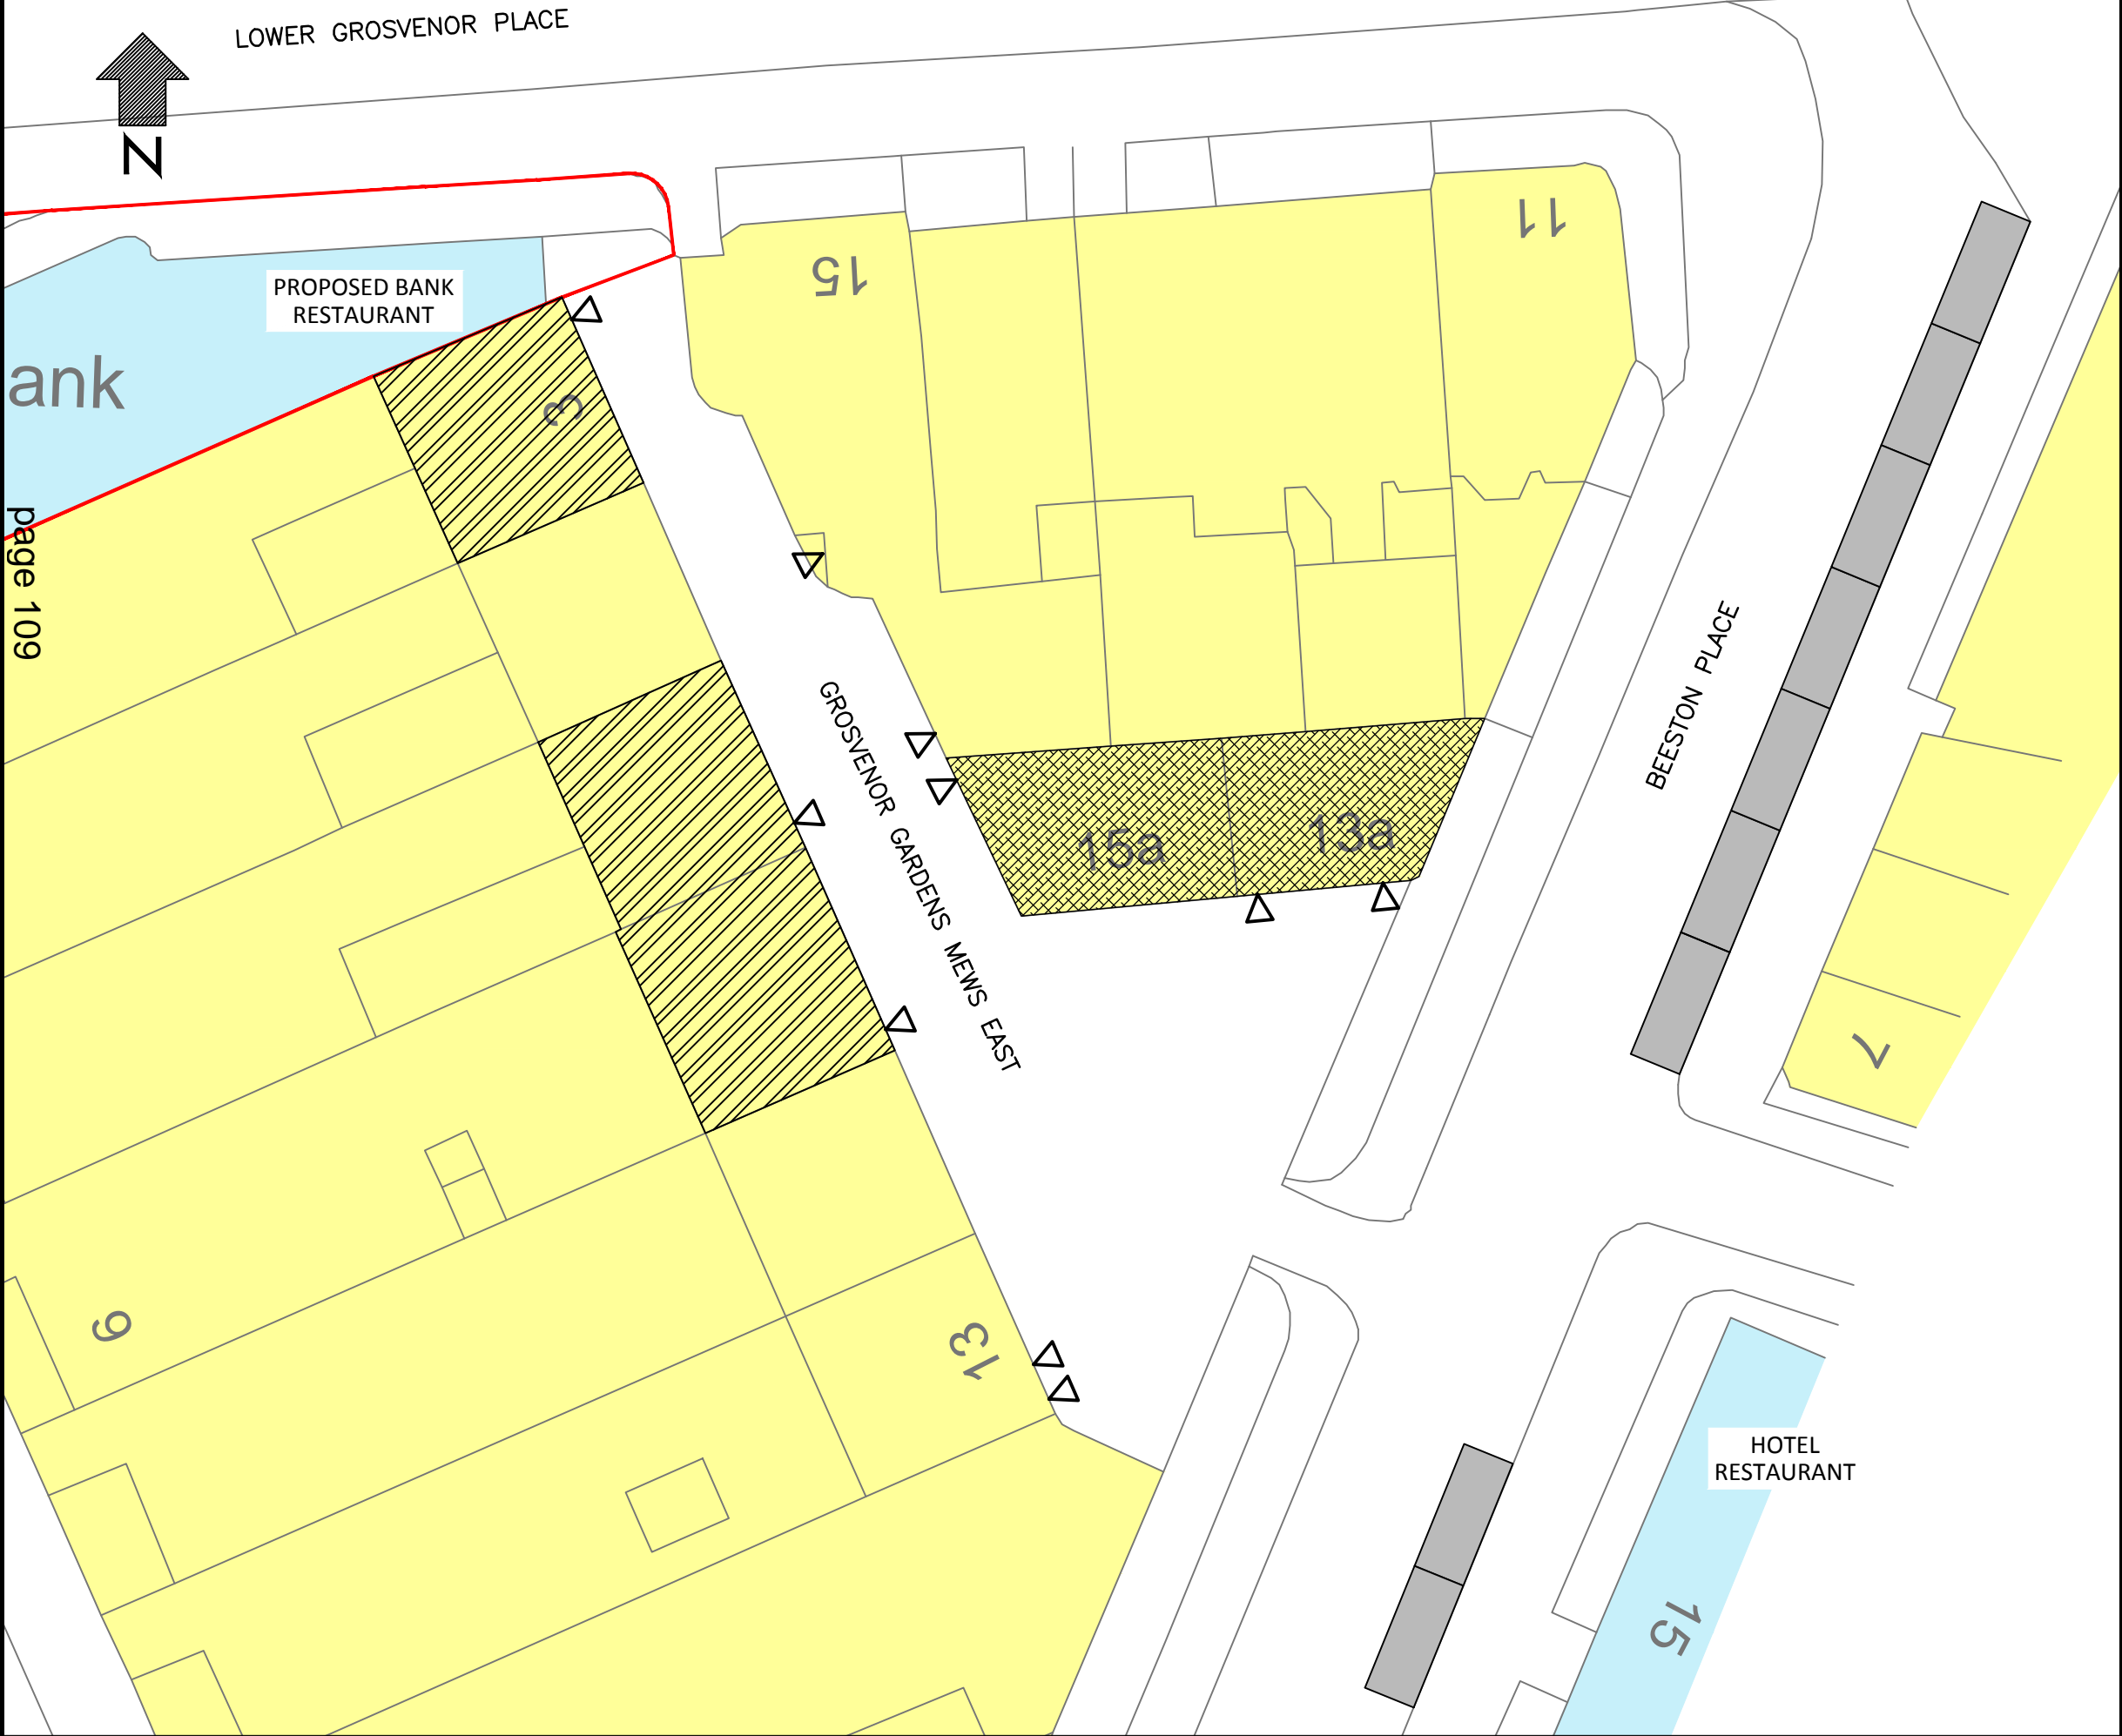 LOWER GROSVENOR PLACE
N
11
15
PROPOSED BANK
RESTAURANT
ank
3
page 109
GROSVENOR GARDENS MEWS EAST
BEESTON PLACE
15a
13a
7
9
13
HOTEL
RESTAURANT
15